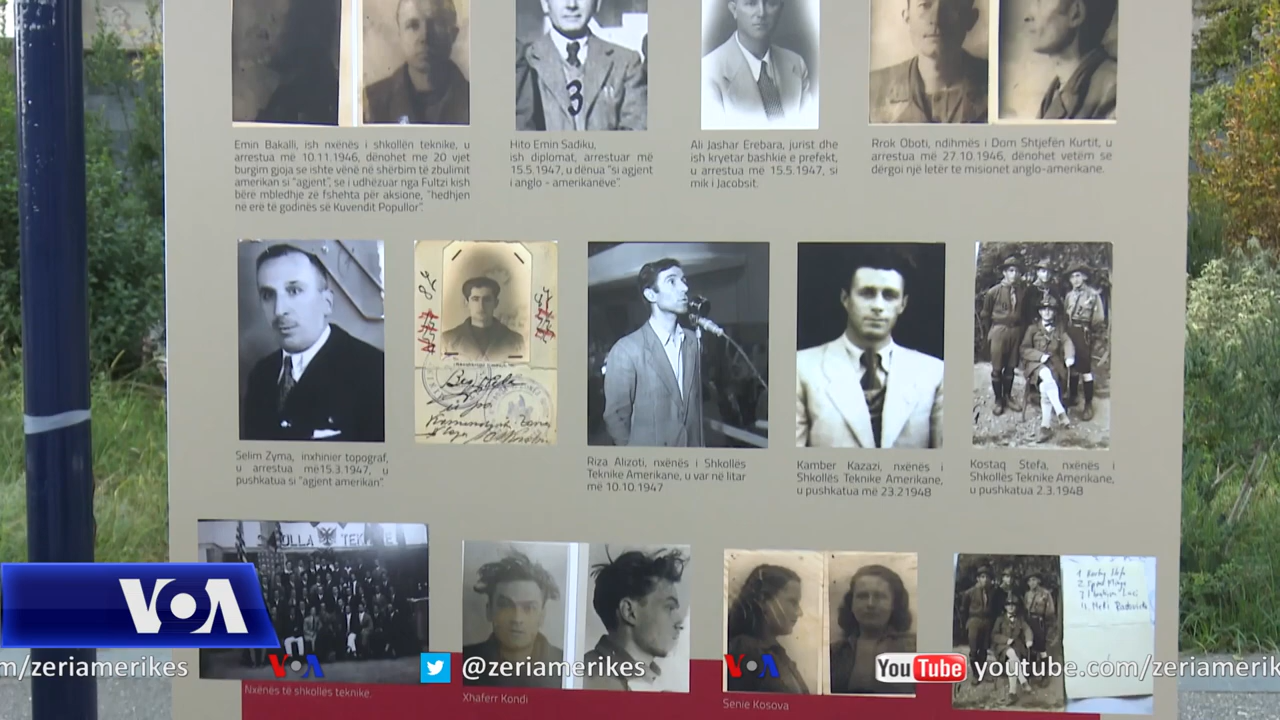 Emin Bakalli, ish nxënës i shkollën teknike, u
arrestua më 10.11.1946, dënohet me 20 vjet
burgim gjoja se ishte vënë në shërbim të zbulimit
amerikan si "agjent", se i udhëzuar nga Fultzi kish
bërë mbledhje zë fshehta për aksione, "hedhjen
në erë të godinës së Kuvendit Popullor".
3
Hito Emin Sadiku,
ish diplomat, arrestuar më
15.5.1947, u dënua "si agjent
i anglo - amerikanëve".
Ali Jashar Erebara, jurist dhe
ish kryetar bashkie e prefekt,
u arrestua më 15.5.1947, si
mik i Jacobsit.
Rrok Oboti, ndihmës i Dom Shtjefën Kurtit, u
arrestua më 27.10.1946, dënohet vetëm se
dërgoi një letër te misionet anglo-amerikane.
Selim Zyma, inxhinier topograf,
u arrestua më15.3.1947, u
pushkatua si "agjent amerikan".
Riza Alizoti, nxënës i Shkollës
Teknike Amerikane, u var në litar
më 10.10.1947
Kamber Kazazi, nxënës i
Shkollës Teknike Amerikane,
u pushkatua më 23.21948
Kostaq Stefa, nxënës i
Shkollës Teknike Amerikane,
u pushkatua 2.3.1948
VOA
m/zeriamerikes
VOA
@zeriamerikes
VOA
YouTube
youtube.com/zeriamerikes
Nxënës të shkollës teknike.
Xhaferr Kondi
Senie Kosova